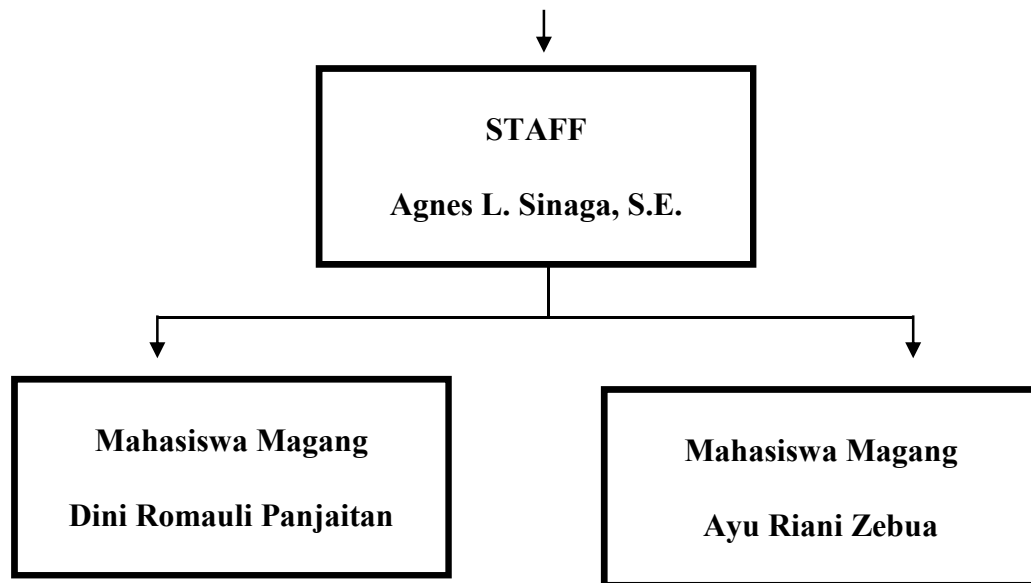 STAFF
Agnes L. Sinaga, S.E.
Mahasiswa Magang
Dini Romauli Panjaitan
Mahasiswa Magang
Ayu Riani Zebua